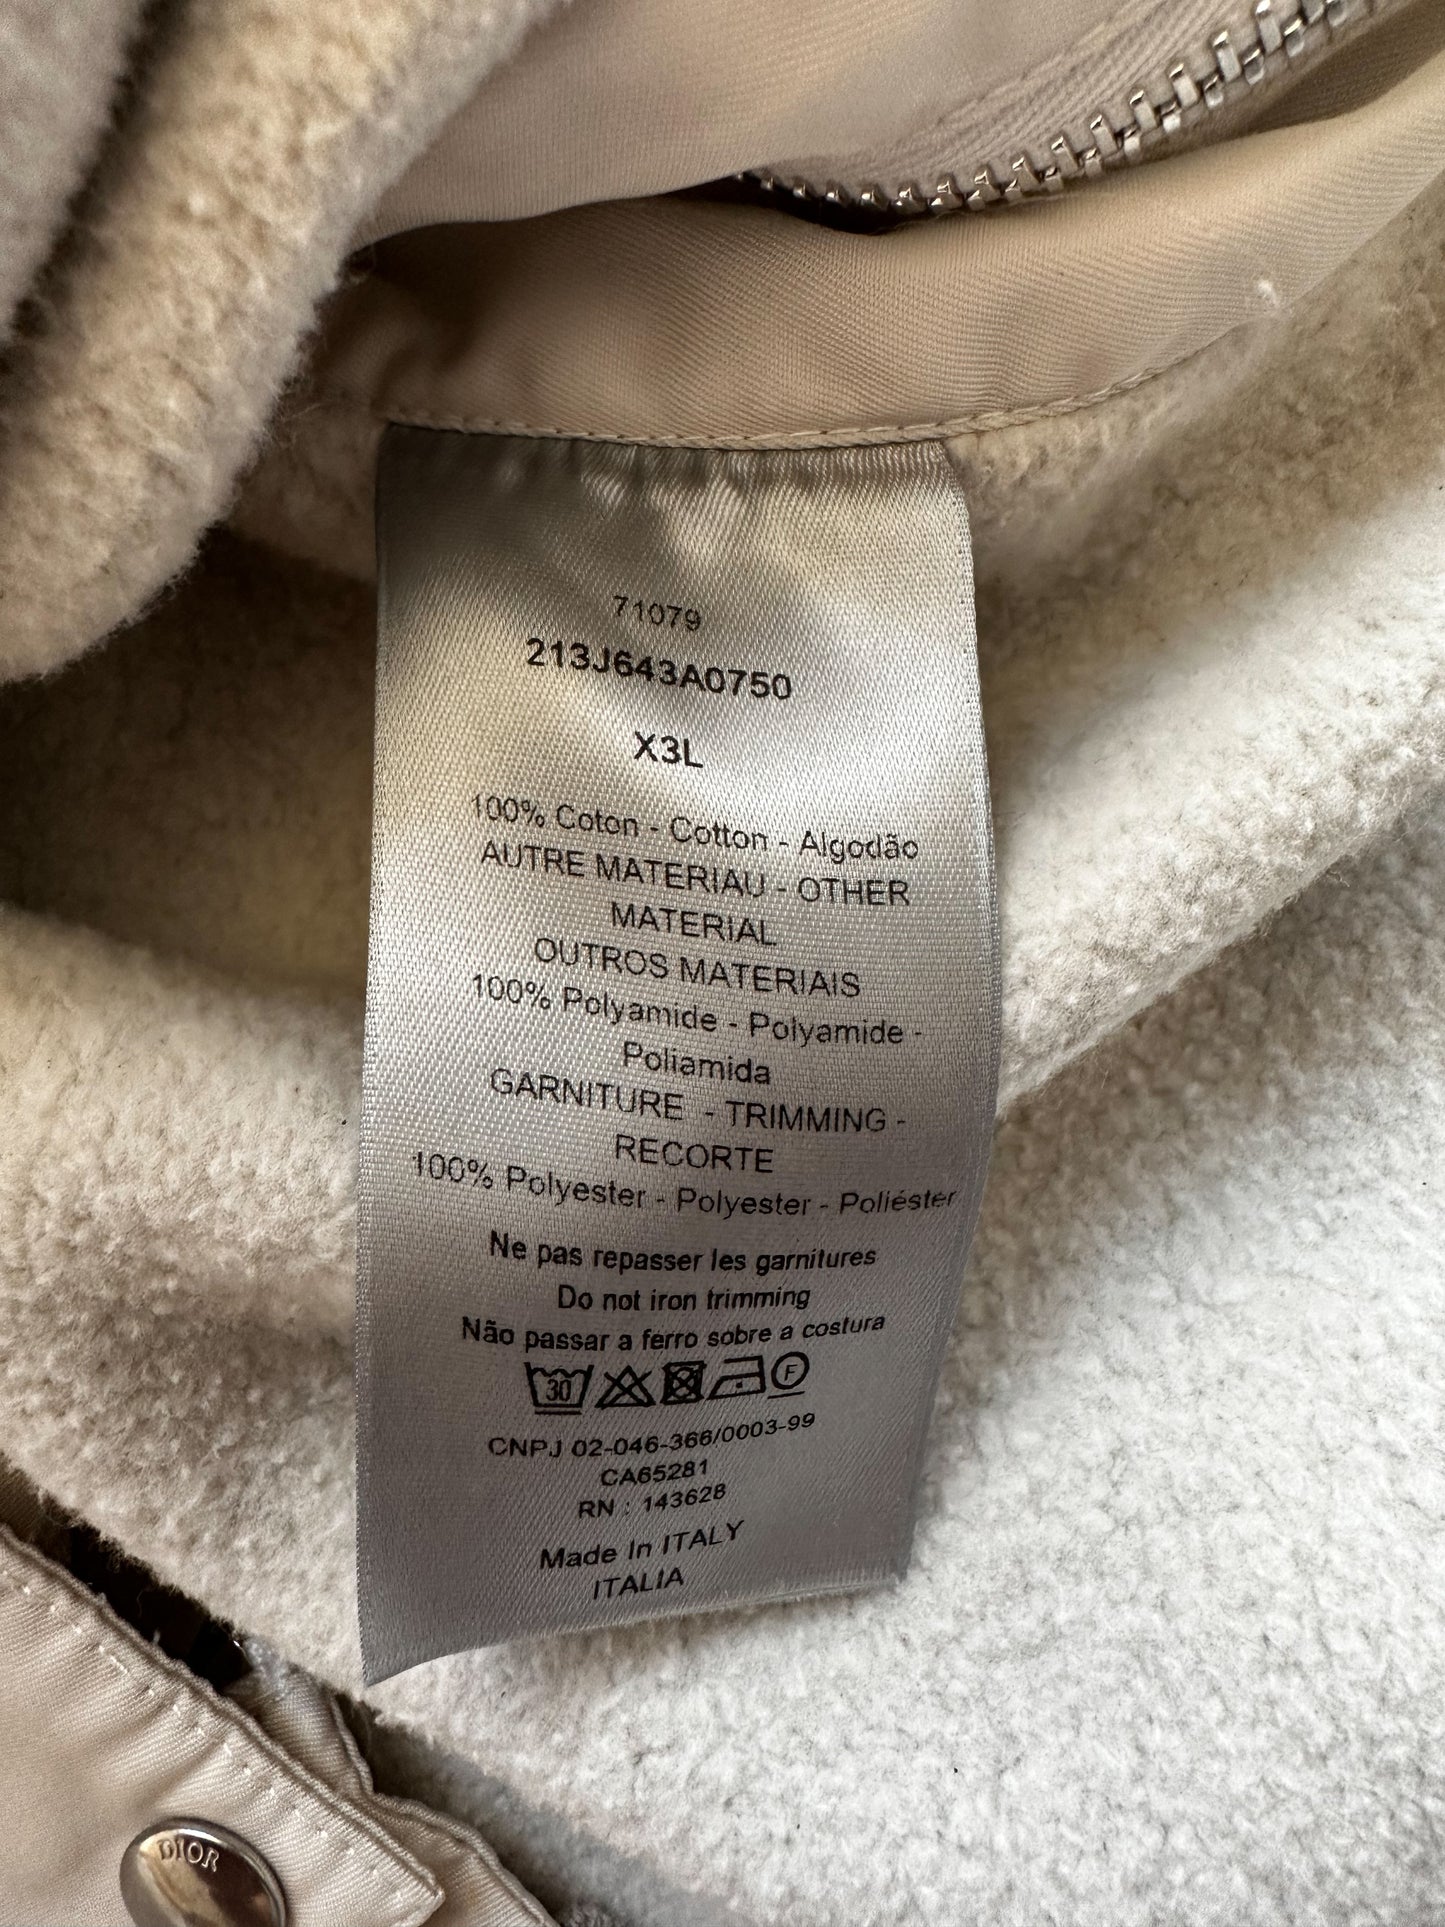 71079
213J643A0750
X3L
100% Coton - Cotton - Algodão
AUTRE MATERIAU - OTHER
MATERIAL
OUTROS MATERIAIS
100% Polyamide - Polyamide -
Poliamida
GARNITURE - TRIMMING -
RECORTE
100% Polyester - Polyester - Poliéster
Ne pas repasser les garnitures
Do not iron trimming
Não passar a ferro sobre a costura
30 F
CNPJ 02-046-366/0003-99
CA65281
RN : 143628
Made In ITALY
ITALIA
DIOR